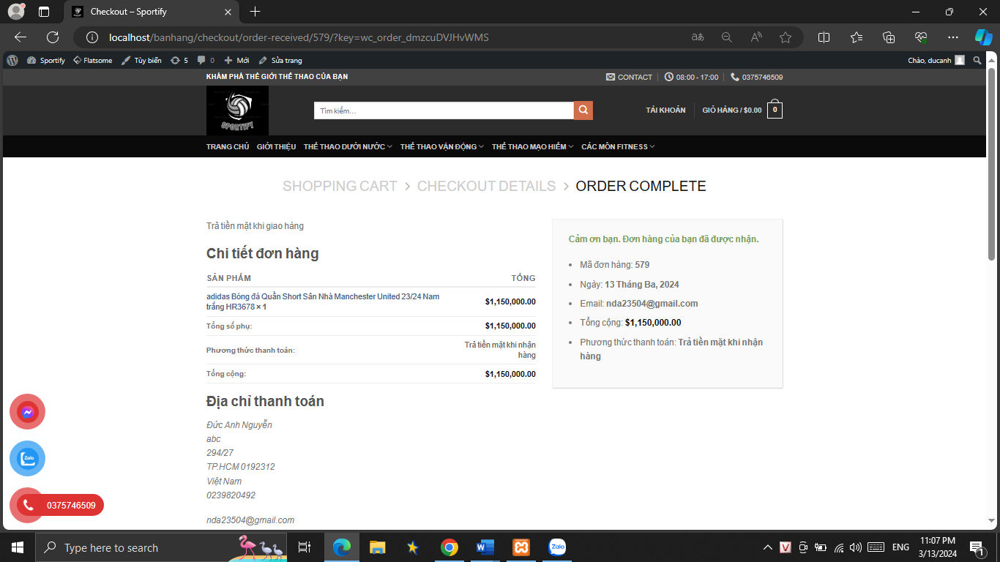 Checkout – Sportify
localhost/banhang/checkout/order-received/579/?key=wc_order_dmzcuDVJHvWMS
Sportify
Flatsome
Tùy biến
5
0
Mới
Sửa trang
Chào, ducanh
KHÁM PHÁ THẾ GIỚI THỂ THAO CỦA BẠN
CONTACT
08:00 - 17:00
0375746509
SPORTIFY
Tìm kiếm...
TÀI KHOẢN
GIỎ HÀNG / $0.00
0
TRANG CHỦ
GIỚI THIỆU
THỂ THAO DƯỚI NƯỚC
THỂ THAO VẬN ĐỘNG
THỂ THAO MẠO HIỂM
CÁC MÔN FITNESS
SHOPPING CART > CHECKOUT DETAILS > ORDER COMPLETE
Trả tiền mặt khi giao hàng
Chi tiết đơn hàng
SẢN PHẨM TỔNG
adidas Bóng đá Quần Short Sân Nhà Manchester United 23/24 Nam
trắng HR3678 × 1
$1,150,000.00
Tổng số phụ: $1,150,000.00
Phương thức thanh toán: Trả tiền mặt khi nhận
hàng
Tổng cộng: $1,150,000.00
Cảm ơn bạn. Đơn hàng của bạn đã được nhận.
Mã đơn hàng: 579
Ngày: 13 Tháng Ba, 2024
Email: nda23504@gmail.com
Tổng cộng: $1,150,000.00
Phương thức thanh toán: Trả tiền mặt khi nhận
hàng
Địa chỉ thanh toán
Đức Anh Nguyễn
abc
294/27
TP.HCM 0192312
Việt Nam
0239820492
nda23504@gmail.com
Zalo
0375746509
Type here to search
Zalo
ENG
11:07 PM
3/13/2024
1